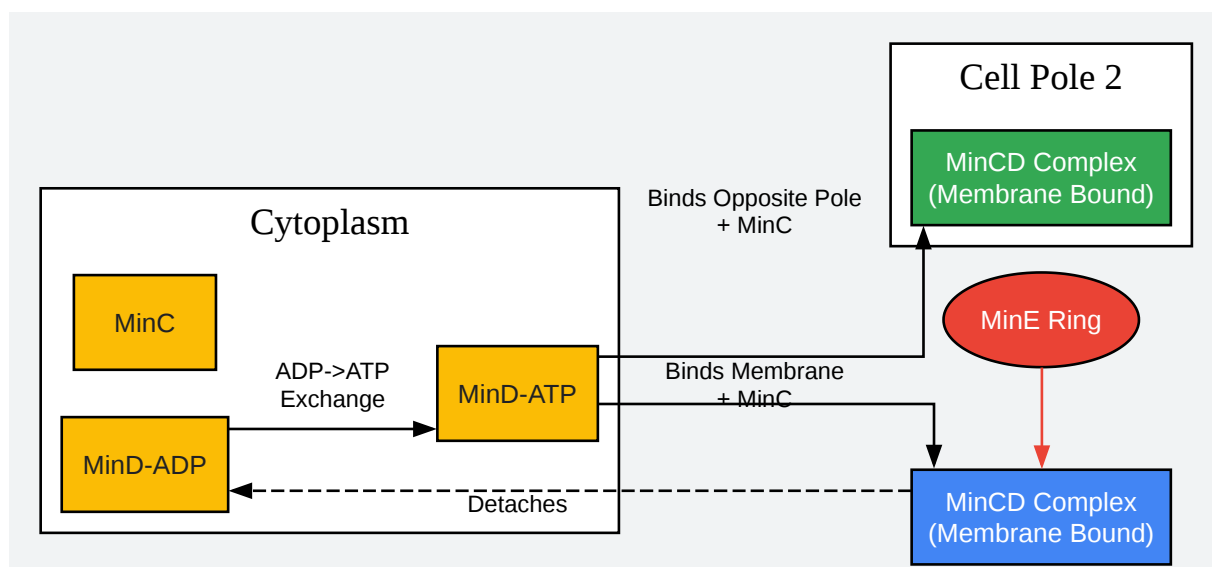 Cell Pole 2
MinCD Complex
(Membrane Bound)
Binds Opposite Pole
+ MinC
Cytoplasm
MinC
MinE Ring
ADP->ATP
Exchange
MinD-ATP
Binds Membrane
+ MinC
MinD-ADP
Detaches
MinCD Complex
(Membrane Bound)